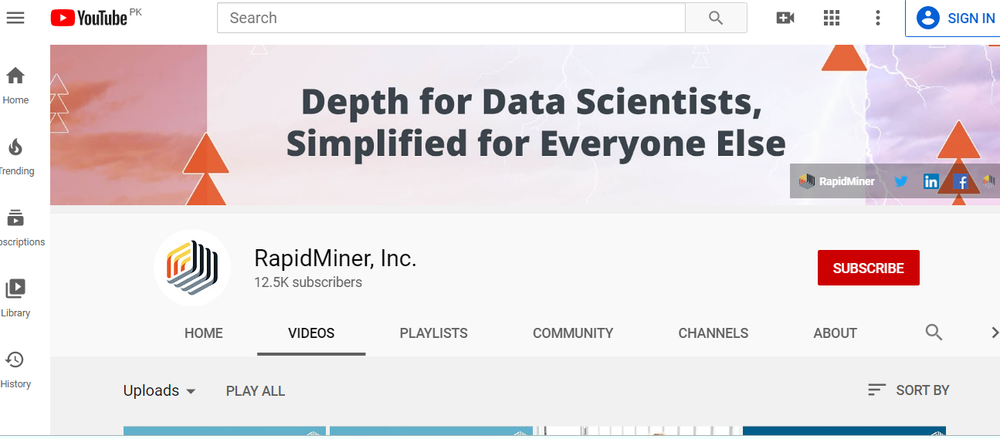 YouTube PK
Search
SIGN IN
Home
Trending
Library
History
Depth for Data Scientists,
Simplified for Everyone Else
RapidMiner
RapidMiner, Inc.
12.5K subscribers
SUBSCRIBE
HOME VIDEOS PLAYLISTS COMMUNITY CHANNELS ABOUT
Uploads PLAY ALL SORT BY